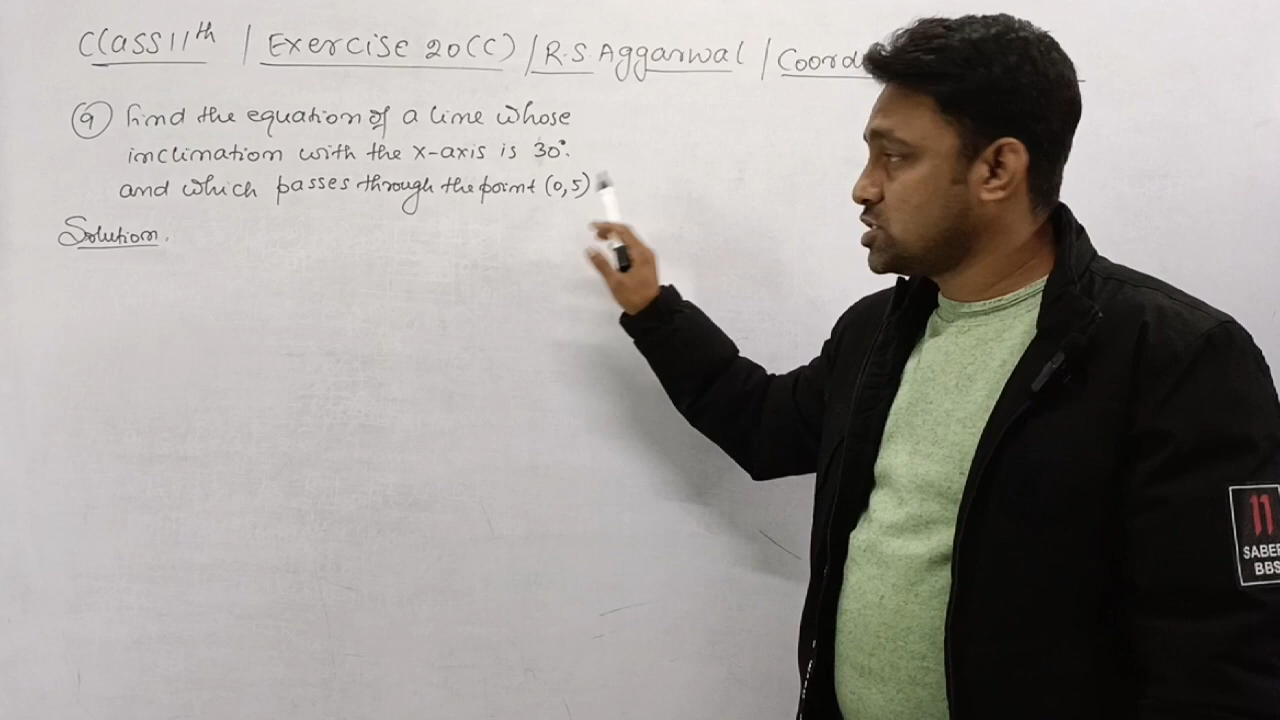 Class 11th / Exercise 20(C) / R.S. Aggarwal / Coord
9 Find the equation of a line whose
inclination with the x-axis is 30°.
and which passes through the point (0,5)
Solution.
11
SABEE
BBS